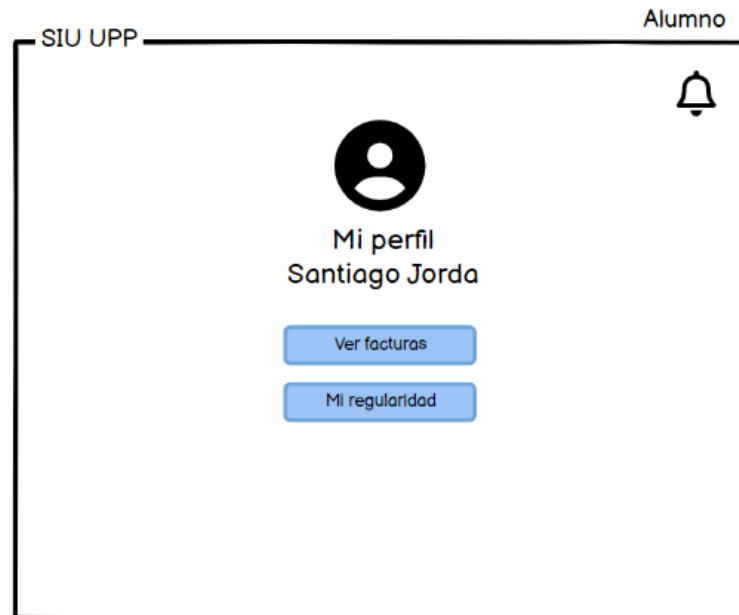 Alumno
SIU UPP
Mi perfil
Santiago Jorda
Ver facturas
Mi regularidad